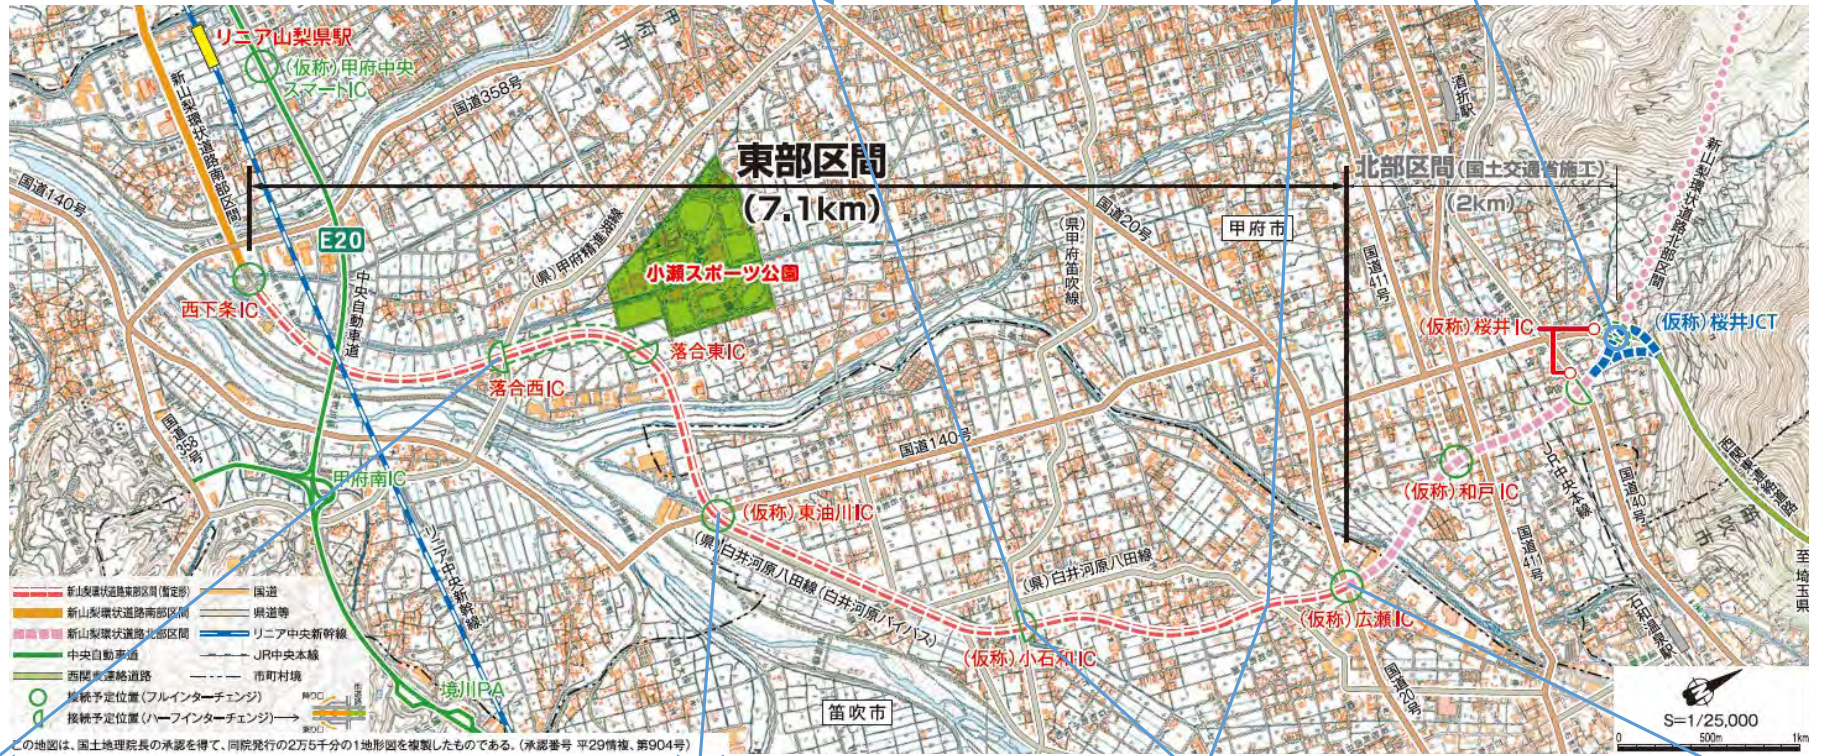 リニア山梨県駅
(仮称)甲府中央
スマートIC
新山梨環状道路南部区間
国道358号
国道140号
E20
中央自動車道
西下条IC
東部区間
(7.1km)
(県)甲府精進湖線
小瀬スポーツ公園
国道20号
(県)甲府笛吹線
甲府市
酒折駅
北部区間(国土交通省施工)
(2km)
国道411号
新山梨環状道路北部区間
(仮称)桜井IC
(仮称)桜井JCT
落合西IC
落合東IC
国道358号
甲府南IC
リニア中央新幹線
国道140号
(仮称)東油川IC
(県)白井河原八田線(白井河原バイパス)
(県)白井河原八田線
(仮称)小石和IC
(仮称)広瀬IC
(仮称)和戸IC
JR中央本線
国道40号
国道411号
西関東連絡道路
至 埼玉県
石和温泉駅
国道20号
境川PA
笛吹市
新山梨環状道路東部区間(暫定形)
新山梨環状道路南部区間
新山梨環状道路北部区間
中央自動車道
西関東連絡道路
接続予定位置(フルインターチェンジ)
接続予定位置(ハーフインターチェンジ)
国道
県道等
リニア中央新幹線
JR中央本線
市町村境
S=1/25,000
0 500m 1km
この地図は、国土地理院長の承認を得て、同院発行の2万5千分の1地形図を複製したものである。(承認番号 平29情複、第904号)